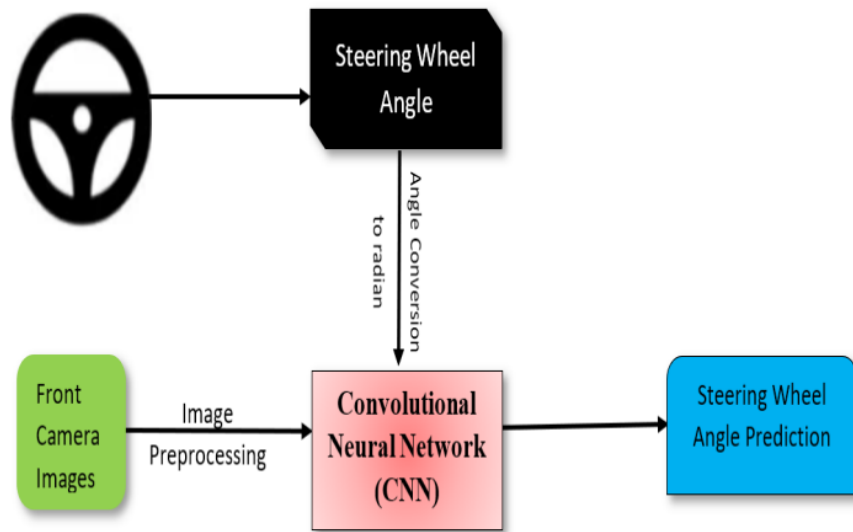 Steering Wheel
Angle
Angle Conversion
to radian
Front
Camera
Images
Image
Preprocessing
Convolutional
Neural Network
(CNN)
Steering Wheel
Angle Prediction